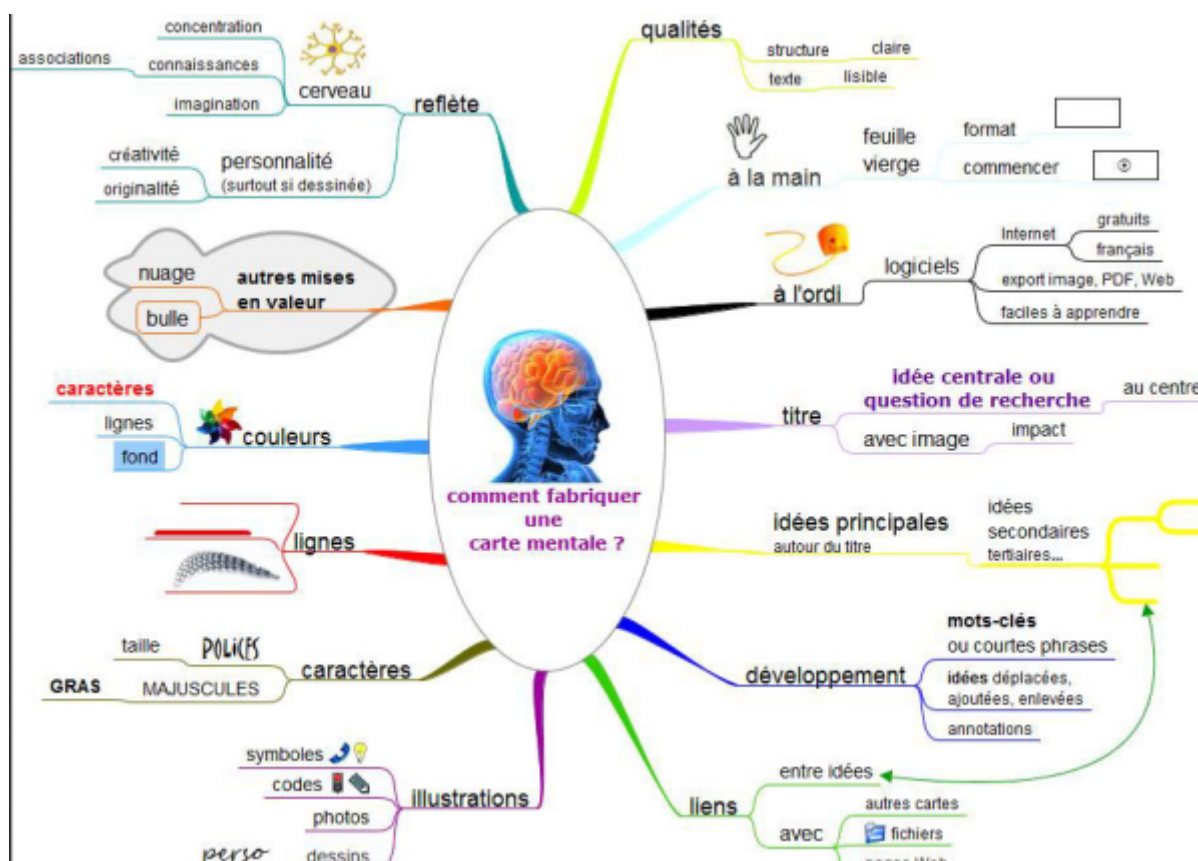 comment fabriquer
une
carte mentale ?
qualités
structure
claire
texte
lisible
à la main
feuille
vierge
format
commencer
à l'ordi
logiciels
Internet
gratuits
français
export image, PDF, Web
faciles à apprendre
titre
idée centrale ou
question de recherche
au centre
avec image
impact
idées principales
autour du titre
idées
secondaires
tertiaires...
développement
mots-clés
ou courtes phrases
idées déplacées,
ajoutées, enlevées
annotations
liens
entre idées
avec
autres cartes
fichiers
pages Web
illustrations
symboles
codes
photos
dessins
perso
caractères
taille
POLICES
MAJUSCULES
GRAS
lignes
couleurs
caractères
lignes
fond
autres mises
en valeur
nuage
bulle
reflète
cerveau
concentration
connaissances
associations
imagination
personnalité
(surtout si dessinée)
créativité
originalité